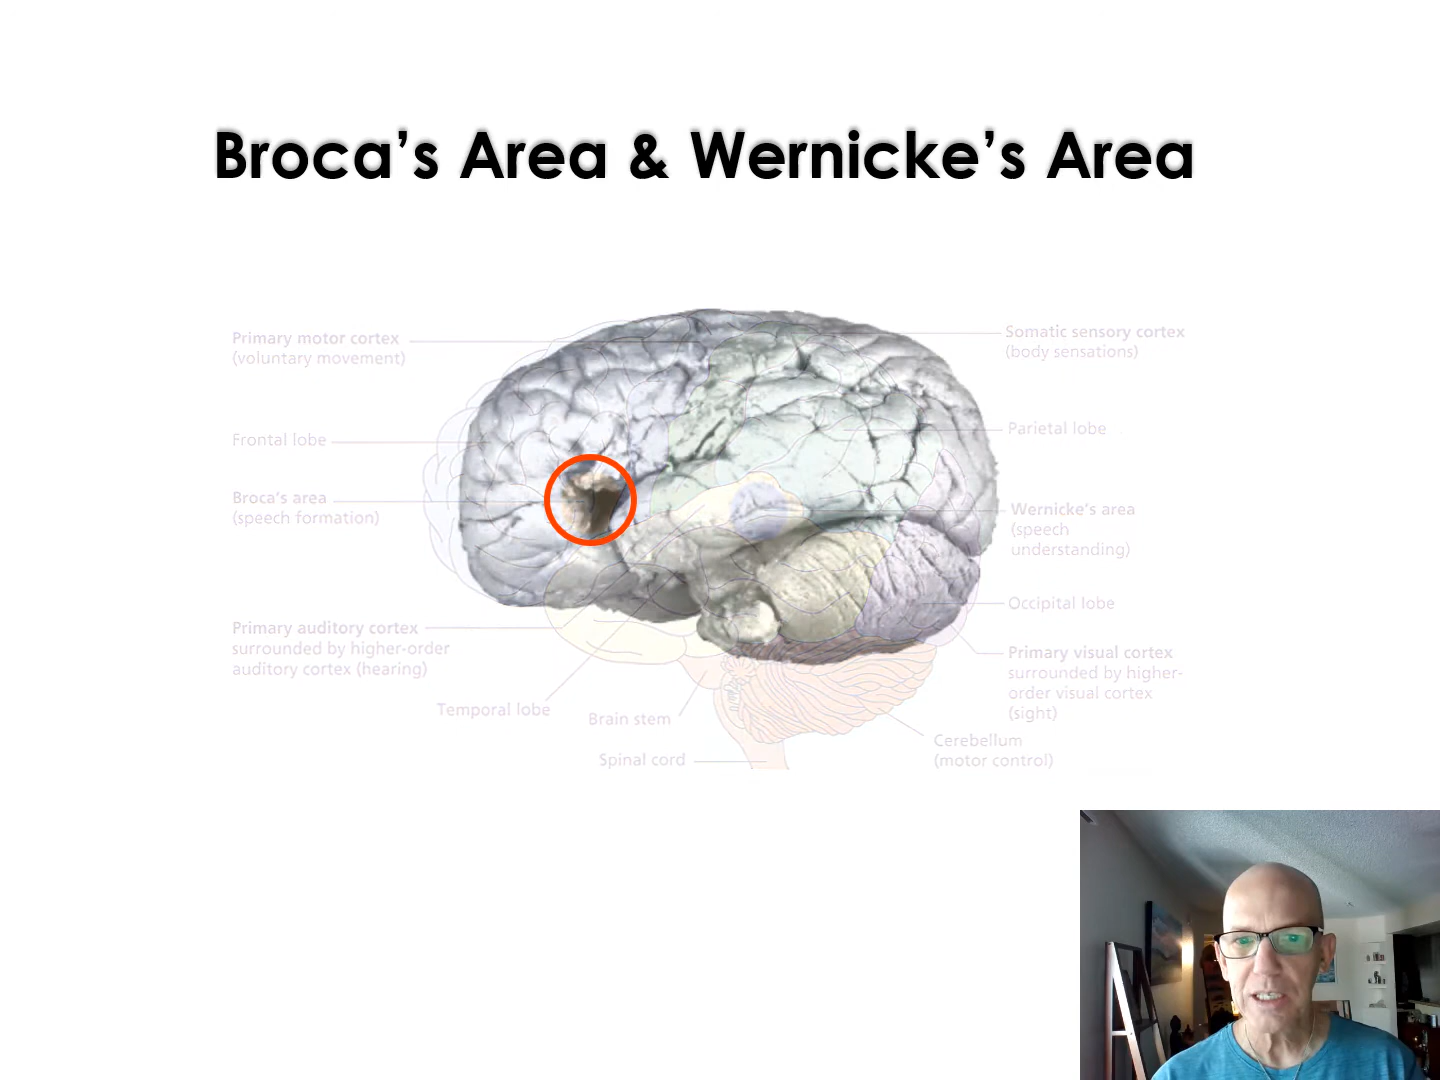 Broca’s Area & Wernicke’s Area
Primary motor cortex
(voluntary movement)
Frontal lobe
Broca’s area
(speech formation)
Primary auditory cortex
surrounded by higher-order
auditory cortex (hearing)
Temporal lobe
Brain stem
Spinal cord
Somatic sensory cortex
(body sensations)
Parietal lobe
Wernicke’s area
(speech
understanding)
Occipital lobe
Primary visual cortex
surrounded by higher-
order visual cortex
(sight)
Cerebellum
(motor control)